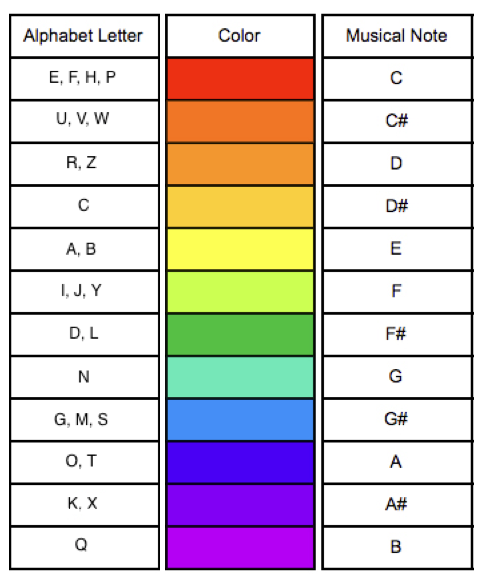 Alphabet Letter Color Musical Note
E, F, H, P C
U, V, W C#
R, Z D
C D#
A, B E
I, J, Y F
D, L F#
N G
G, M, S G#
O, T A
K, X A#
Q B